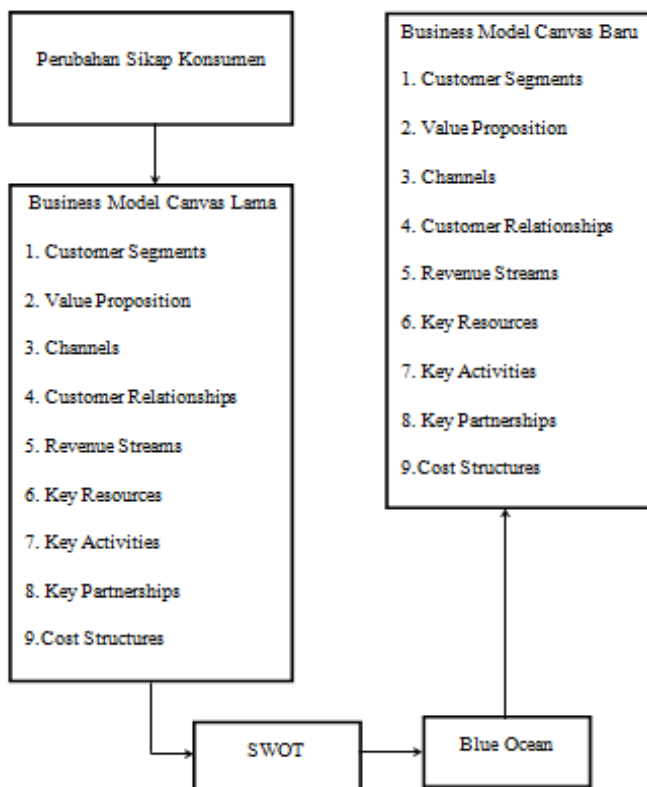 Perubahan Sikap Konsumen
Business Model Canvas Lama
1. Customer Segments
2. Value Proposition
3. Channels
4. Customer Relationships
5. Revenue Streams
6. Key Resources
7. Key Activities
8. Key Partnerships
9.Cost Structures
SWOT
Blue Ocean
Business Model Canvas Baru
1. Customer Segments
2. Value Proposition
3. Channels
4. Customer Relationships
5. Revenue Streams
6. Key Resources
7. Key Activities
8. Key Partnerships
9.Cost Structures